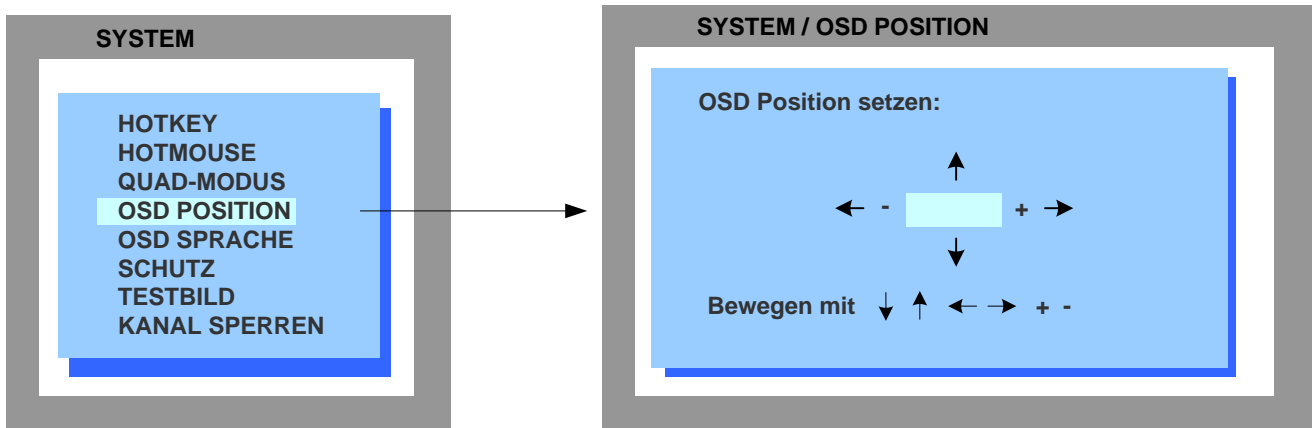 SYSTEM
HOTKEY
HOTMOUSE
QUAD-MODUS
OSD POSITION
OSD SPRACHE
SCHUTZ
TESTBILD
KANAL SPERREN
SYSTEM / OSD POSITION
OSD Position setzen:
- +
Bewegen mit ↓ ↑ ← → + -